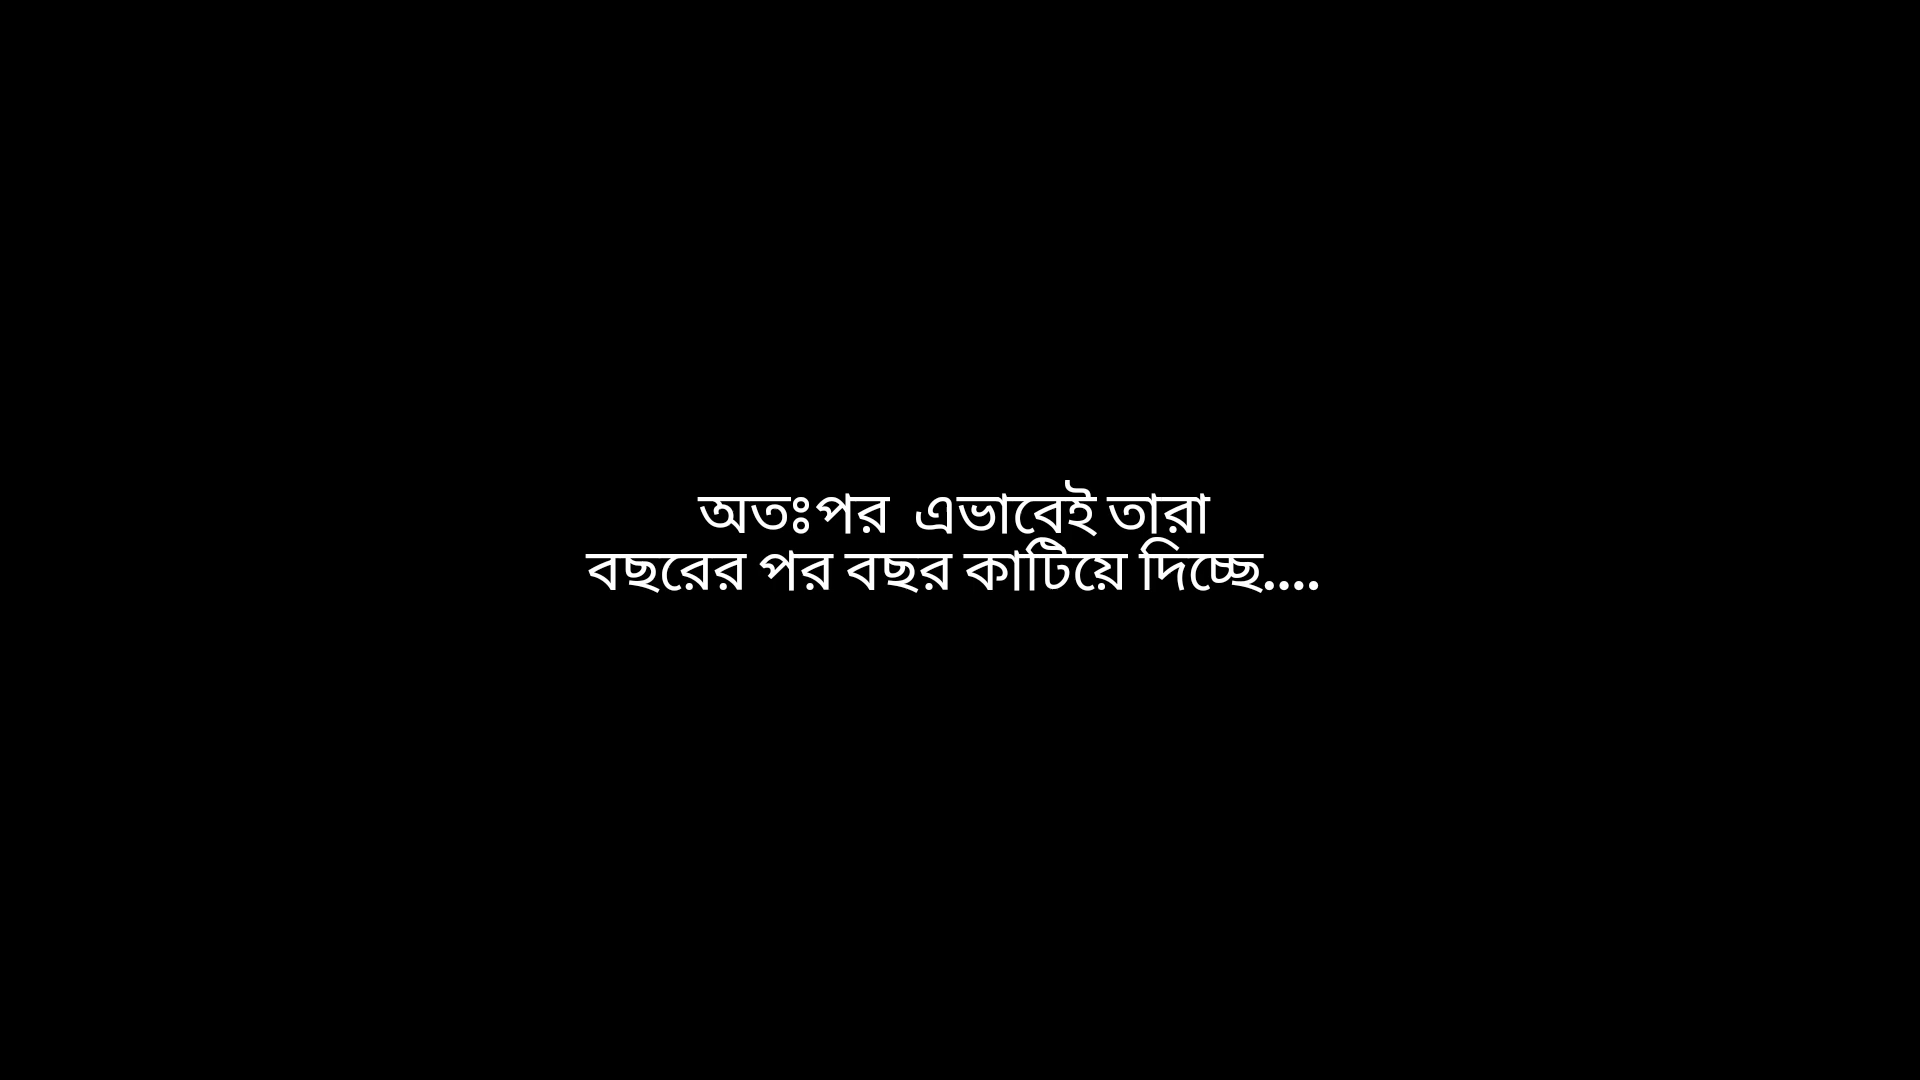 অতঃপর  এভাবেই তারা
বছরের পর বছর কাটিয়ে দিচ্ছে....